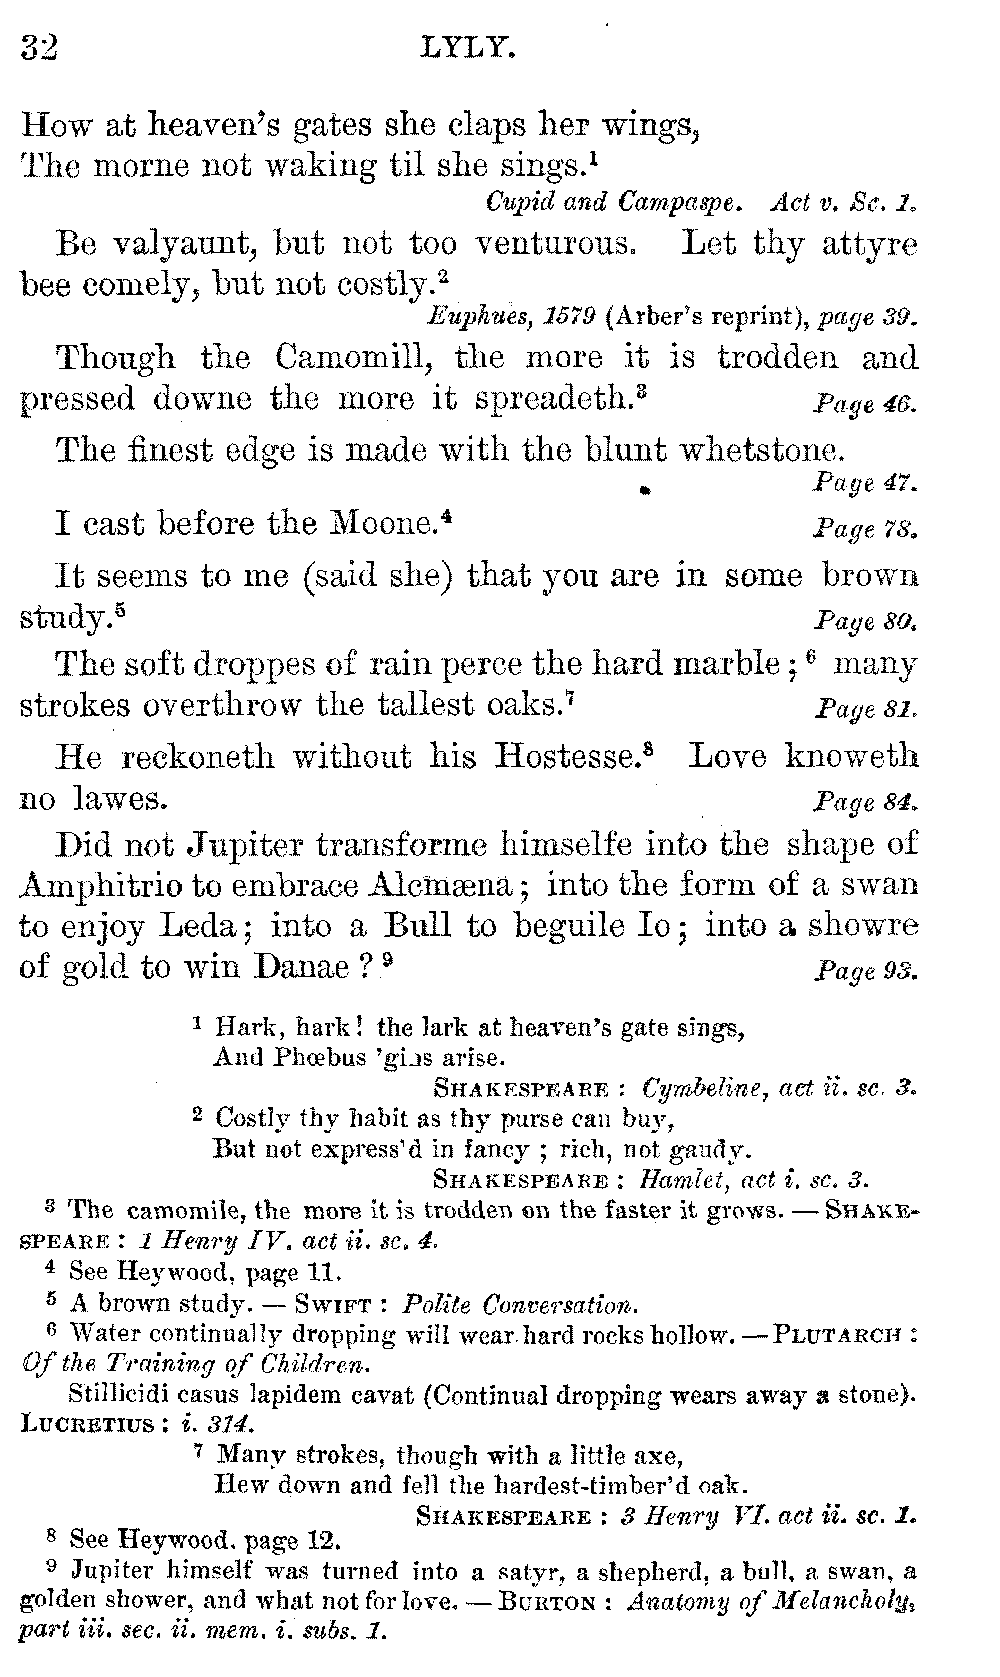 32 LYLY.
How at heaven's gates she claps her wings,
The morne not waking til she sings.¹
Cupid and Campaspe. Act v. Sc. 1.
Be valyaunt, but not too venturous. Let thy attyre
bee comely, but not costly.²
Euphues, 1579 (Arber's reprint), page 39.
Though the Camomill, the more it is trodden and
pressed downe the more it spreadeth.³ Page 46.
The finest edge is made with the blunt whetstone.
Page 47.
I cast before the Moone.⁴ Page 78.
It seems to me (said she) that you are in some brown
study.⁵ Page 80.
The soft droppes of rain perce the hard marble;⁶ many
strokes overthrow the tallest oaks.⁷ Page 81.
He reckoneth without his Hostesse.⁸ Love knoweth
no lawes. Page 84.
Did not Jupiter transforme himselfe into the shape of
Amphitrio to embrace Alcmæna; into the form of a swan
to enjoy Leda; into a Bull to beguile Io; into a showre
of gold to win Danae?⁹ Page 93.
¹ Hark, hark! the lark at heaven's gate sings,
And Phœbus 'gins arise.
SHAKESPEARE: Cymbeline, act ii. sc. 3.
² Costly thy habit as thy purse can buy,
But not express'd in fancy; rich, not gaudy.
SHAKESPEARE: Hamlet, act i. sc. 3.
³ The camomile, the more it is trodden on the faster it grows. — SHAKE-
SPEARE: 1 Henry IV. act ii. sc. 4.
⁴ See Heywood, page 11.
⁵ A brown study. — SWIFT: Polite Conversation.
⁶ Water continually dropping will wear hard rocks hollow. — PLUTARCH:
Of the Training of Children.
Stillicidi casus lapidem cavat (Continual dropping wears away a stone).
LUCRETIUS: i. 314.
⁷ Many strokes, though with a little axe,
Hew down and fell the hardest-timber'd oak.
SHAKESPEARE: 3 Henry VI. act ii. sc. 1.
⁸ See Heywood, page 12.
⁹ Jupiter himself was turned into a satyr, a shepherd, a bull, a swan, a
golden shower, and what not for love. — BURTON: Anatomy of Melancholy,
part iii. sec. ii. mem. i. subs. 1.